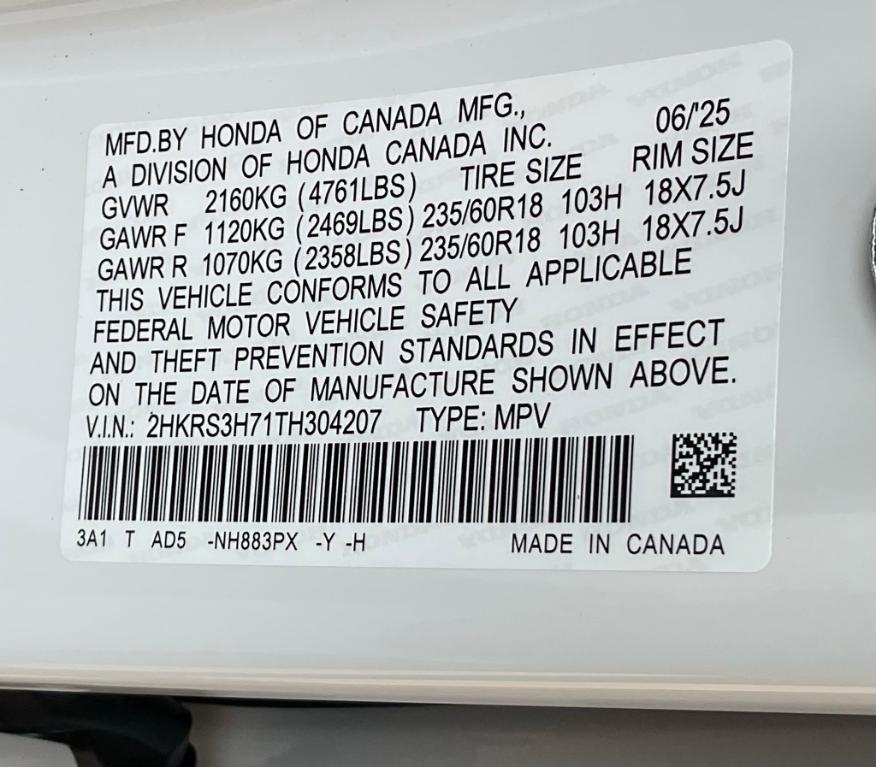 MFD.BY HONDA OF CANADA MFG.,
A DIVISION OF HONDA CANADA INC. 06/'25
GVWR 2160KG (4761LBS) TIRE SIZE RIM SIZE
GAWR F 1120KG (2469LBS) 235/60R18 103H 18X7.5J
GAWR R 1070KG (2358LBS) 235/60R18 103H 18X7.5J
THIS VEHICLE CONFORMS TO ALL APPLICABLE
FEDERAL MOTOR VEHICLE SAFETY
AND THEFT PREVENTION STANDARDS IN EFFECT
ON THE DATE OF MANUFACTURE SHOWN ABOVE.
V.I.N.: 2HKRS3H71TH304207 TYPE: MPV
3A1 T AD5 -NH883PX -Y -H MADE IN CANADA